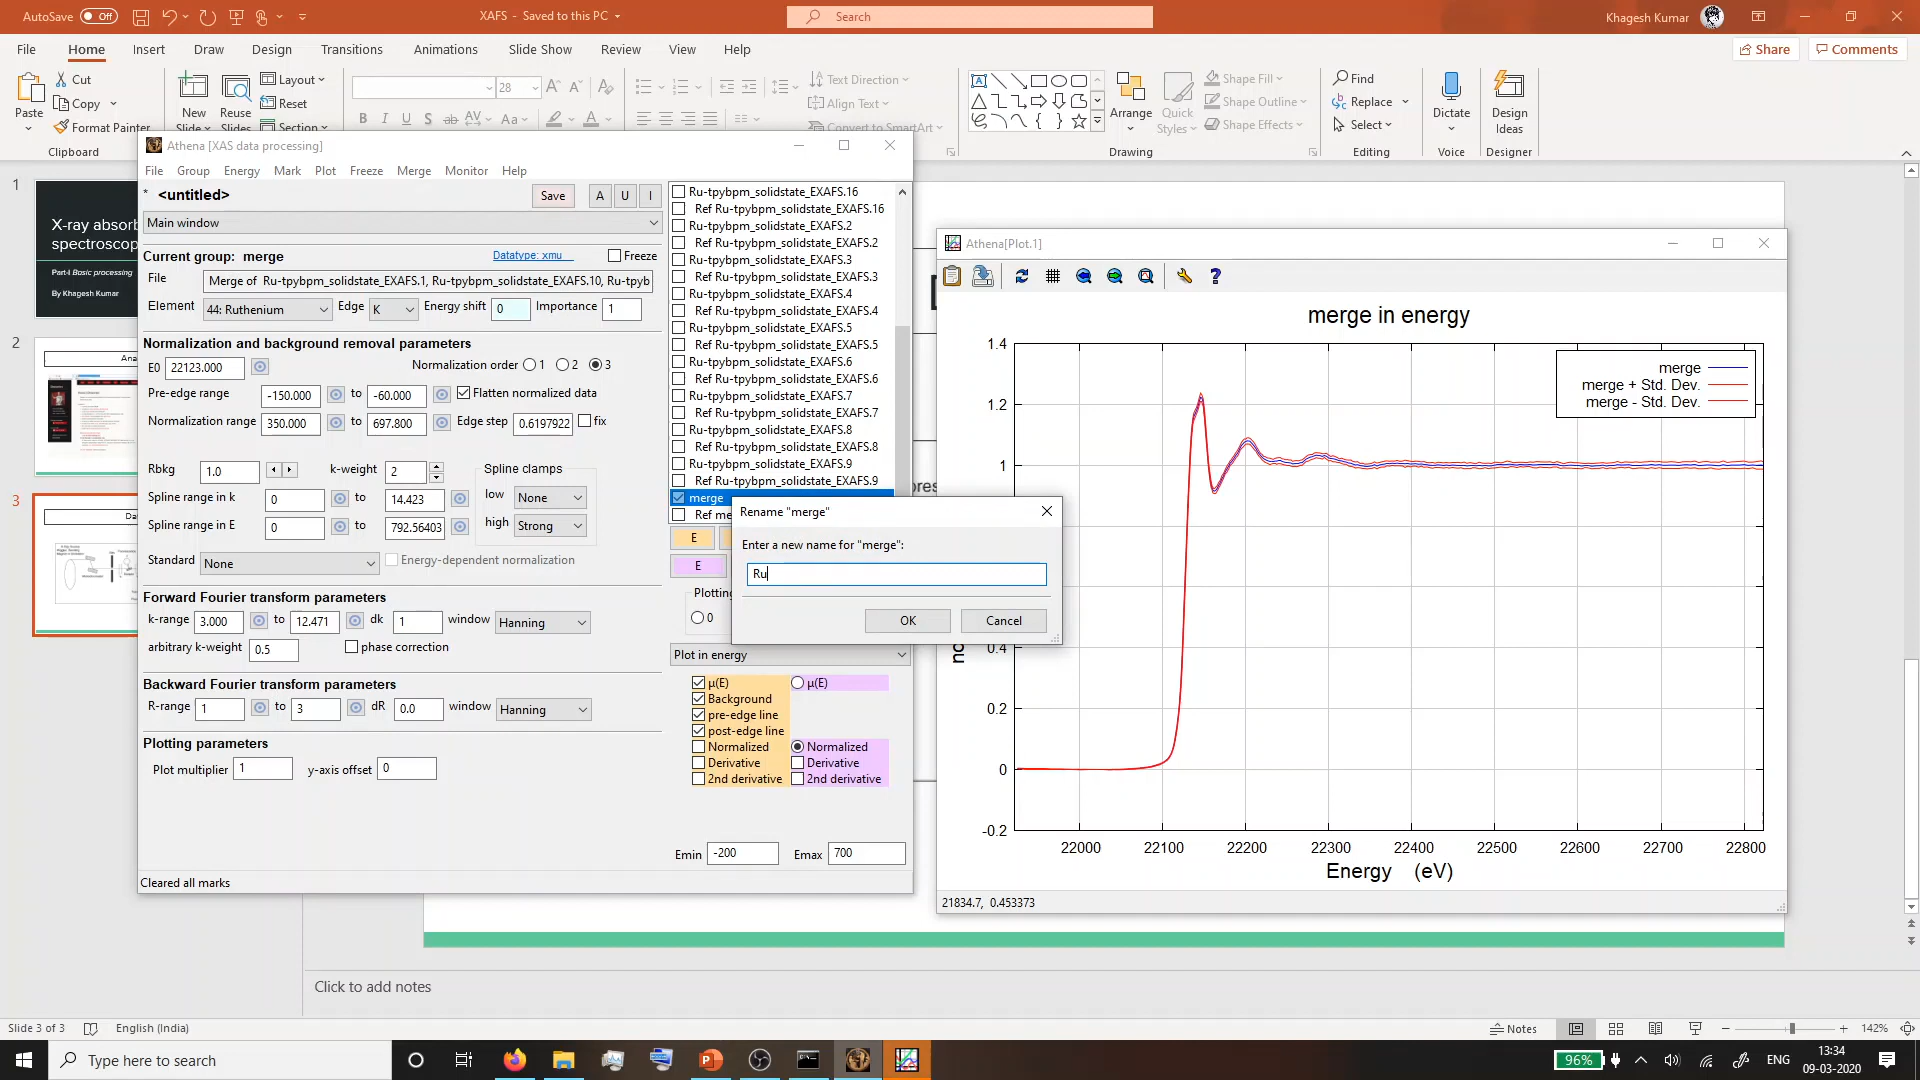 AutoSave Off
XAFS - Saved to this PC
Search
Khagesh Kumar
File Home Insert Draw Design Transitions Animations Slide Show Review View Help
Share Comments
Paste
Cut
Copy
Format Painter
Clipboard
New
Slide
Reuse
Slides
Layout
Reset
Section
28
Text Direction
Align Text
Convert to SmartArt
Arrange
Quick
Styles
Shape Fill
Shape Outline
Shape Effects
Drawing
Find
Replace
Select
Editing
Dictate
Voice
Design
Ideas
Designer
1
X-ray absorb
spectroscop
Part-I Basic processing
By Khagesh Kumar
2
3
Athena [XAS data processing]
File Group Energy Mark Plot Freeze Merge Monitor Help
* <untitled>
Save A U I
Main window
Current group: merge
Datatype: xmu
Freeze
File Merge of Ru-tpybpm_solidstate_EXAFS.1, Ru-tpybpm_solidstate_EXAFS.10, Ru-tpyb
Element 44: Ruthenium Edge K Energy shift 0 Importance 1
Normalization and background removal parameters
E0 22123.000 Normalization order 1 2 3
Pre-edge range -150.000 to -60.000 Flatten normalized data
Normalization range 350.000 to 697.800 Edge step 0.6197922 fix
Rbkg 1.0 k-weight 2 Spline clamps
Spline range in k 0 to 14.423 low None
Spline range in E 0 to 792.56403 high Strong
Standard None Energy-dependent normalization
Forward Fourier transform parameters
k-range 3.000 to 12.471 dk 1 window Hanning
arbitrary k-weight 0.5 phase correction
Backward Fourier transform parameters
R-range 1 to 3 dR 0.0 window Hanning
Plotting parameters
Plot multiplier 1 y-axis offset 0
Cleared all marks
Ru-tpybpm_solidstate_EXAFS.16
Ref Ru-tpybpm_solidstate_EXAFS.16
Ru-tpybpm_solidstate_EXAFS.2
Ref Ru-tpybpm_solidstate_EXAFS.2
Ru-tpybpm_solidstate_EXAFS.3
Ref Ru-tpybpm_solidstate_EXAFS.3
Ru-tpybpm_solidstate_EXAFS.4
Ref Ru-tpybpm_solidstate_EXAFS.4
Ru-tpybpm_solidstate_EXAFS.5
Ref Ru-tpybpm_solidstate_EXAFS.5
Ru-tpybpm_solidstate_EXAFS.6
Ref Ru-tpybpm_solidstate_EXAFS.6
Ru-tpybpm_solidstate_EXAFS.7
Ref Ru-tpybpm_solidstate_EXAFS.7
Ru-tpybpm_solidstate_EXAFS.8
Ref Ru-tpybpm_solidstate_EXAFS.8
Ru-tpybpm_solidstate_EXAFS.9
Ref Ru-tpybpm_solidstate_EXAFS.9
merge
Ref me
E
E
Plotting
0
Plot in energy
μ(E) μ(E)
Background
pre-edge line
post-edge line
Normalized Normalized
Derivative Derivative
2nd derivative 2nd derivative
Emin -200 Emax 700
Rename "merge"
Enter a new name for "merge":
Ru
OK Cancel
Athena[Plot.1]
merge in energy
merge
merge + Std. Dev.
merge - Std. Dev.
1.4
1.2
1
0.4
0.2
0
-0.2
22000 22100 22200 22300 22400 22500 22600 22700 22800
Energy (eV)
21834.7, 0.453373
Click to add notes
Slide 3 of 3 English (India)
Notes
142%
Type here to search
96%
ENG
13:34
09-03-2020